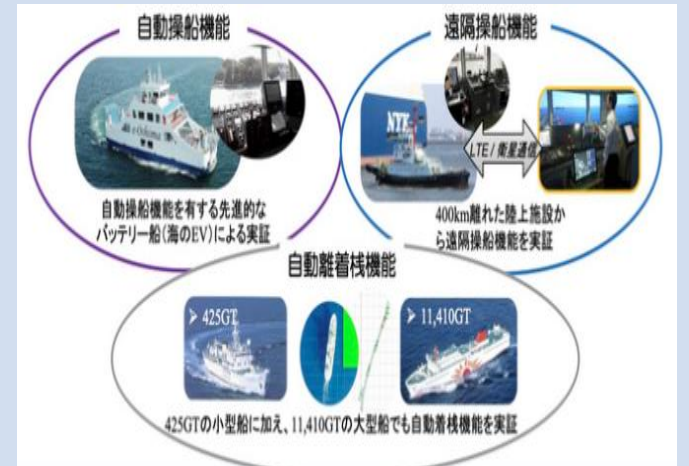 自動操船機能
遠隔操船機能
e-Oshima
NYK
LTE / 衛星通信
自動操船機能を有する先進的な
バッテリー船(海のEV)による実証
400km離れた陸上施設か
ら遠隔操船機能を実証
自動離着桟機能
➢ 425GT
➢ 11,410GT
425GTの小型船に加え、11,410GTの大型船でも自動着桟機能を実証